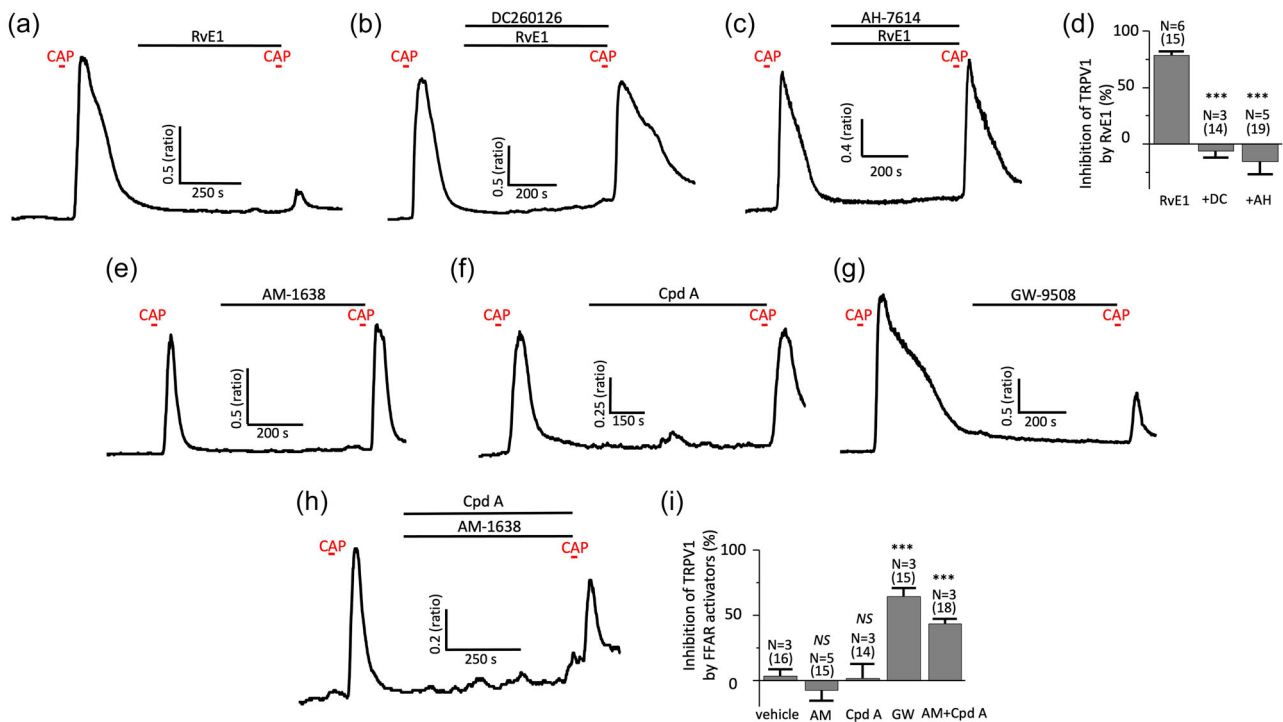 (a)
RvE1
CAP
CAP
0.5 (ratio)
250 s
(b)
DC260126
RvE1
CAP
CAP
0.5 (ratio)
200 s
(c)
AH-7614
RvE1
CAP
CAP
0.4 (ratio)
200 s
(d)
Inhibition of TRPV1
by RvE1 (%)
100
50
0
N=6
(15)
***
N=3
(14)
***
N=5
(19)
RvE1
+DC
+AH
(e)
AM-1638
CAP
CAP
0.5 (ratio)
200 s
(f)
Cpd A
CAP
CAP
0.25 (ratio)
150 s
(g)
GW-9508
CAP
CAP
0.5 (ratio)
200 s
(h)
Cpd A
AM-1638
CAP
CAP
0.2 (ratio)
250 s
(i)
Inhibition of TRPV1
by FFAR activators (%)
100
50
0
N=3
(16)
NS
N=5
(15)
NS
N=3
(14)
***
N=3
(15)
***
N=3
(18)
vehicle
AM
Cpd A
GW
AM+Cpd A